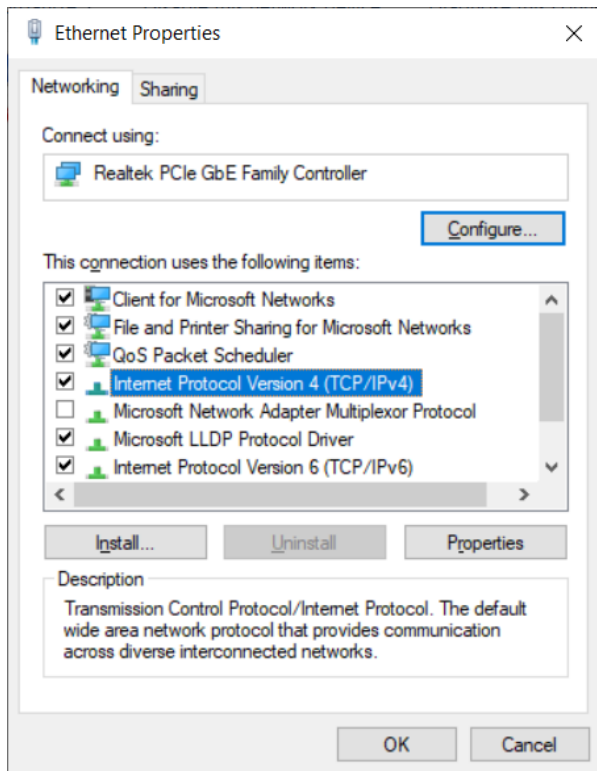 Ethernet Properties
Networking
Sharing
Connect using:
Realtek PCIe GbE Family Controller
Configure...
This connection uses the following items:
Client for Microsoft Networks
File and Printer Sharing for Microsoft Networks
QoS Packet Scheduler
Internet Protocol Version 4 (TCP/IPv4)
Microsoft Network Adapter Multiplexor Protocol
Microsoft LLDP Protocol Driver
Internet Protocol Version 6 (TCP/IPv6)
Install...
Uninstall
Properties
Description
Transmission Control Protocol/Internet Protocol. The default
wide area network protocol that provides communication
across diverse interconnected networks.
OK
Cancel